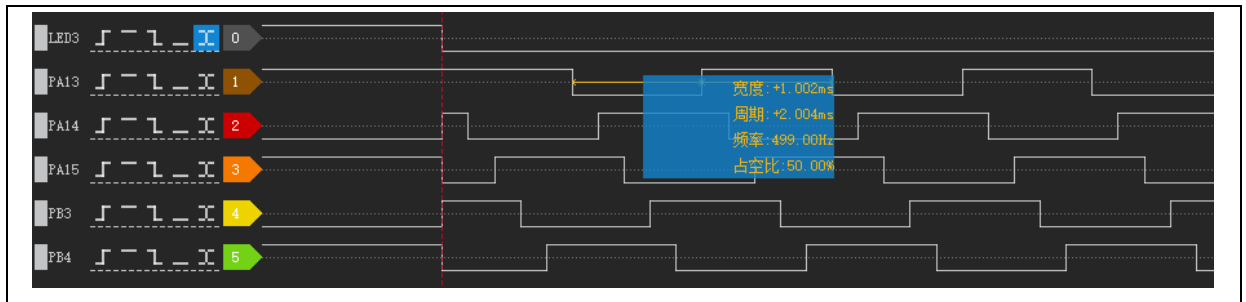 LED3 0
PA13 1
宽度:+1.002ms
周期:+2.004ms
PA14 2
频率:499.00Hz
占空比:50.00%
PA15 3
PB3 4
PB4 5